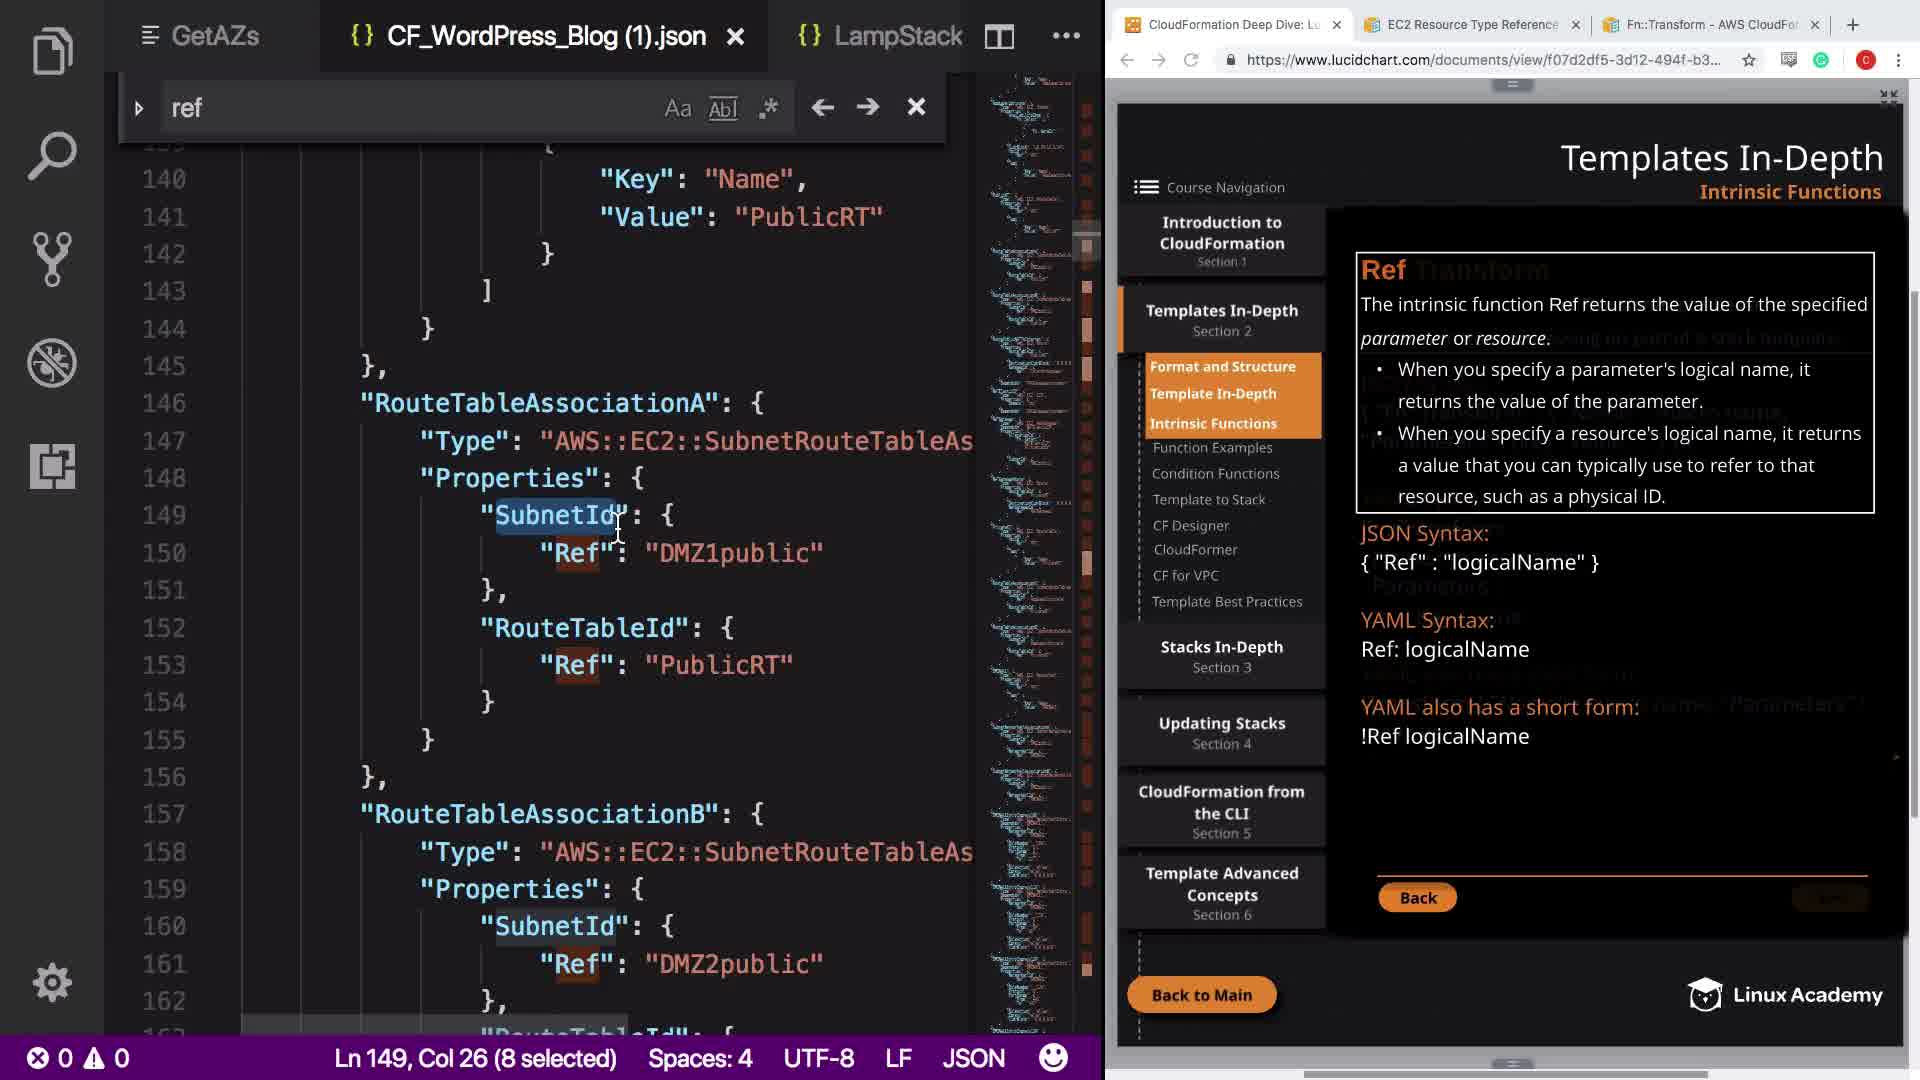 GetAZs
{} CF_WordPress_Blog (1).json
{} LampStack
ref
Aa Abl .*
140 "Key": "Name",
141 "Value": "PublicRT"
142 }
143 ]
144 }
145 },
146 "RouteTableAssociationA": {
147 "Type": "AWS::EC2::SubnetRouteTableAs
148 "Properties": {
149 "SubnetId": {
150 "Ref": "DMZ1public"
151 },
152 "RouteTableId": {
153 "Ref": "PublicRT"
154 }
155 }
156 },
157 "RouteTableAssociationB": {
158 "Type": "AWS::EC2::SubnetRouteTableAs
159 "Properties": {
160 "SubnetId": {
161 "Ref": "DMZ2public"
162 },
"RouteTableId": {
0 0 Ln 149, Col 26 (8 selected) Spaces: 4 UTF-8 LF JSON
CloudFormation Deep Dive: Lu
EC2 Resource Type Reference
Fn::Transform - AWS CloudFor
https://www.lucidchart.com/documents/view/f07d2df5-3d12-494f-b3...
Templates In-Depth
Intrinsic Functions
Course Navigation
Introduction to
CloudFormation
Section 1
Templates In-Depth
Section 2
Format and Structure
Template In-Depth
Intrinsic Functions
Function Examples
Condition Functions
Template to Stack
CF Designer
CloudFormer
CF for VPC
Template Best Practices
Stacks In-Depth
Section 3
Updating Stacks
Section 4
CloudFormation from
the CLI
Section 5
Template Advanced
Concepts
Section 6
Back to Main
Ref
The intrinsic function Ref returns the value of the specified
parameter or resource.
• When you specify a parameter's logical name, it
returns the value of the parameter.
• When you specify a resource's logical name, it returns
a value that you can typically use to refer to that
resource, such as a physical ID.
JSON Syntax:
{ "Ref" : "logicalName" }
YAML Syntax:
Ref: logicalName
YAML also has a short form:
!Ref logicalName
Back
Linux Academy